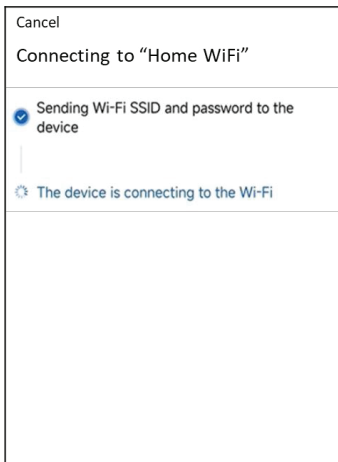 Cancel
Connecting to “Home WiFi”
Sending Wi-Fi SSID and password to the
device
The device is connecting to the Wi-Fi